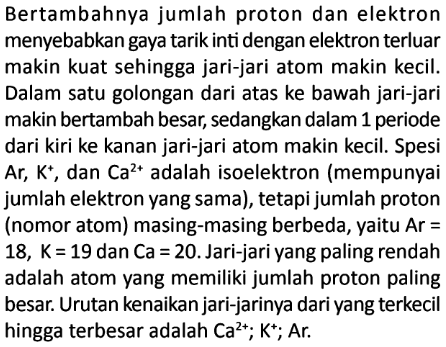 Bertambahnya jumlah proton dan elektron
menyebabkan gaya tarik inti dengan elektron terluar
makin kuat sehingga jari-jari atom makin kecil.
Dalam satu golongan dari atas ke bawah jari-jari
makin bertambah besar, sedangkan dalam 1 periode
dari kiri ke kanan jari-jari atom makin kecil. Spesi
Ar, K⁺, dan Ca²⁺ adalah isoelektron (mempunyai
jumlah elektron yang sama), tetapi jumlah proton
(nomor atom) masing-masing berbeda, yaitu Ar =
18, K = 19 dan Ca = 20. Jari-jari yang paling rendah
adalah atom yang memiliki jumlah proton paling
besar. Urutan kenaikan jari-jarinya dari yang terkecil
hingga terbesar adalah Ca²⁺; K⁺; Ar.